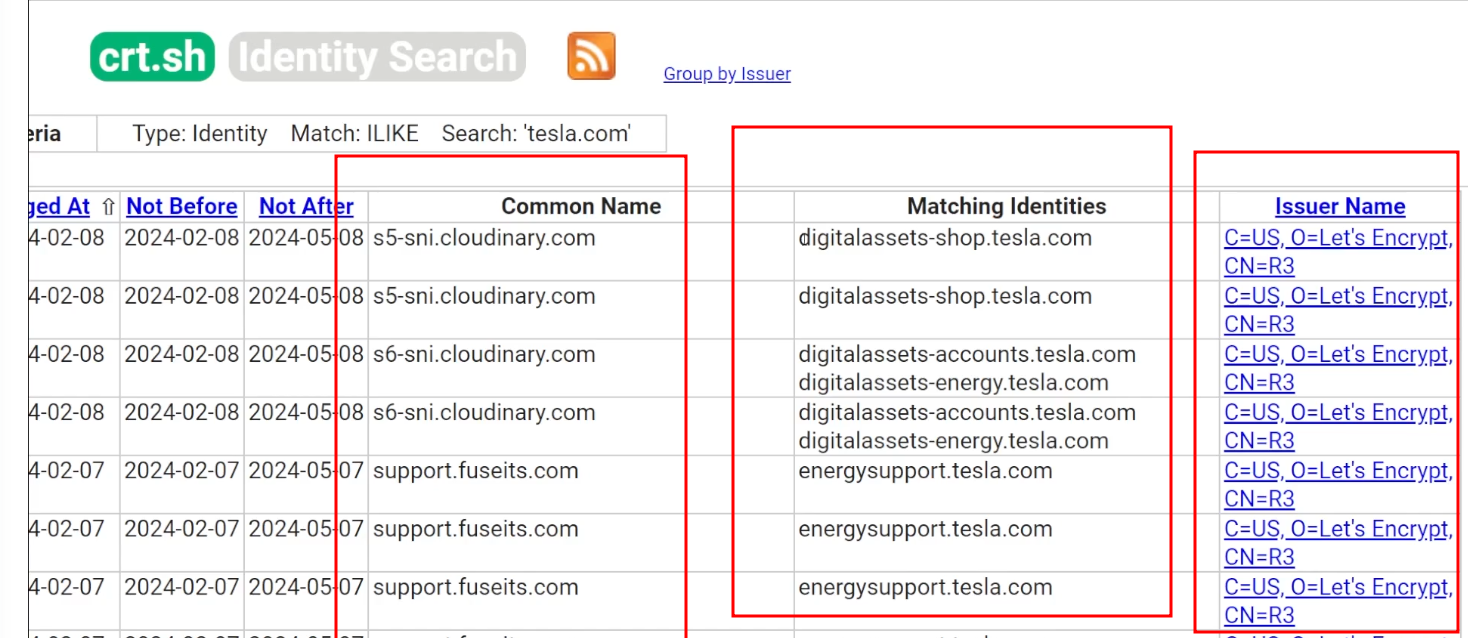 crt.sh Identity Search
Group by Issuer
eria Type: Identity Match: ILIKE Search: 'tesla.com'
ged At ⇧ Not Before Not After Common Name Matching Identities Issuer Name
4-02-08 2024-02-08 2024-05-08 s5-sni.cloudinary.com digitalassets-shop.tesla.com C=US, O=Let's Encrypt,
CN=R3
4-02-08 2024-02-08 2024-05-08 s5-sni.cloudinary.com digitalassets-shop.tesla.com C=US, O=Let's Encrypt,
CN=R3
4-02-08 2024-02-08 2024-05-08 s6-sni.cloudinary.com digitalassets-accounts.tesla.com C=US, O=Let's Encrypt,
digitalassets-energy.tesla.com CN=R3
4-02-08 2024-02-08 2024-05-08 s6-sni.cloudinary.com digitalassets-accounts.tesla.com C=US, O=Let's Encrypt,
digitalassets-energy.tesla.com CN=R3
4-02-07 2024-02-07 2024-05-07 support.fuseits.com energysupport.tesla.com C=US, O=Let's Encrypt,
CN=R3
4-02-07 2024-02-07 2024-05-07 support.fuseits.com energysupport.tesla.com C=US, O=Let's Encrypt,
CN=R3
4-02-07 2024-02-07 2024-05-07 support.fuseits.com energysupport.tesla.com C=US, O=Let's Encrypt,
CN=R3